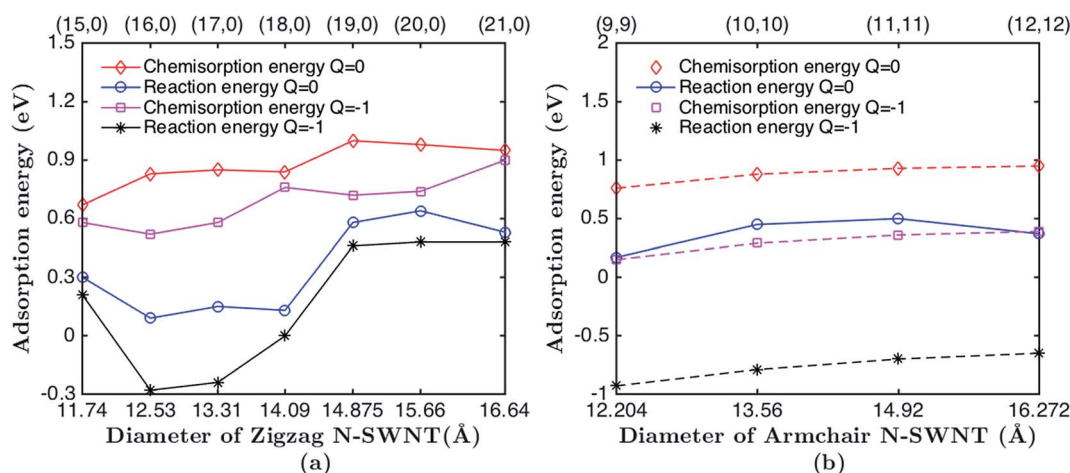 (15,0) (16,0) (17,0) (18,0) (19,0) (20,0) (21,0)
1.5
1.2
0.9
0.6
0.3
0
-0.3
Adsorption energy (eV)
Chemisorption energy Q=0
Reaction energy Q=0
Chemisorption energy Q=-1
Reaction energy Q=-1
11.74 12.53 13.31 14.09 14.875 15.66 16.64
Diameter of Zigzag N-SWNT(Å)
(a)
(9,9) (10,10) (11,11) (12,12)
2
1.5
1
0.5
0
-0.5
-1
Adsorption energy (eV)
Chemisorption energy Q=0
Reaction energy Q=0
Chemisorption energy Q=-1
Reaction energy Q=-1
12.204 13.56 14.92 16.272
Diameter of Armchair N-SWNT (Å)
(b)